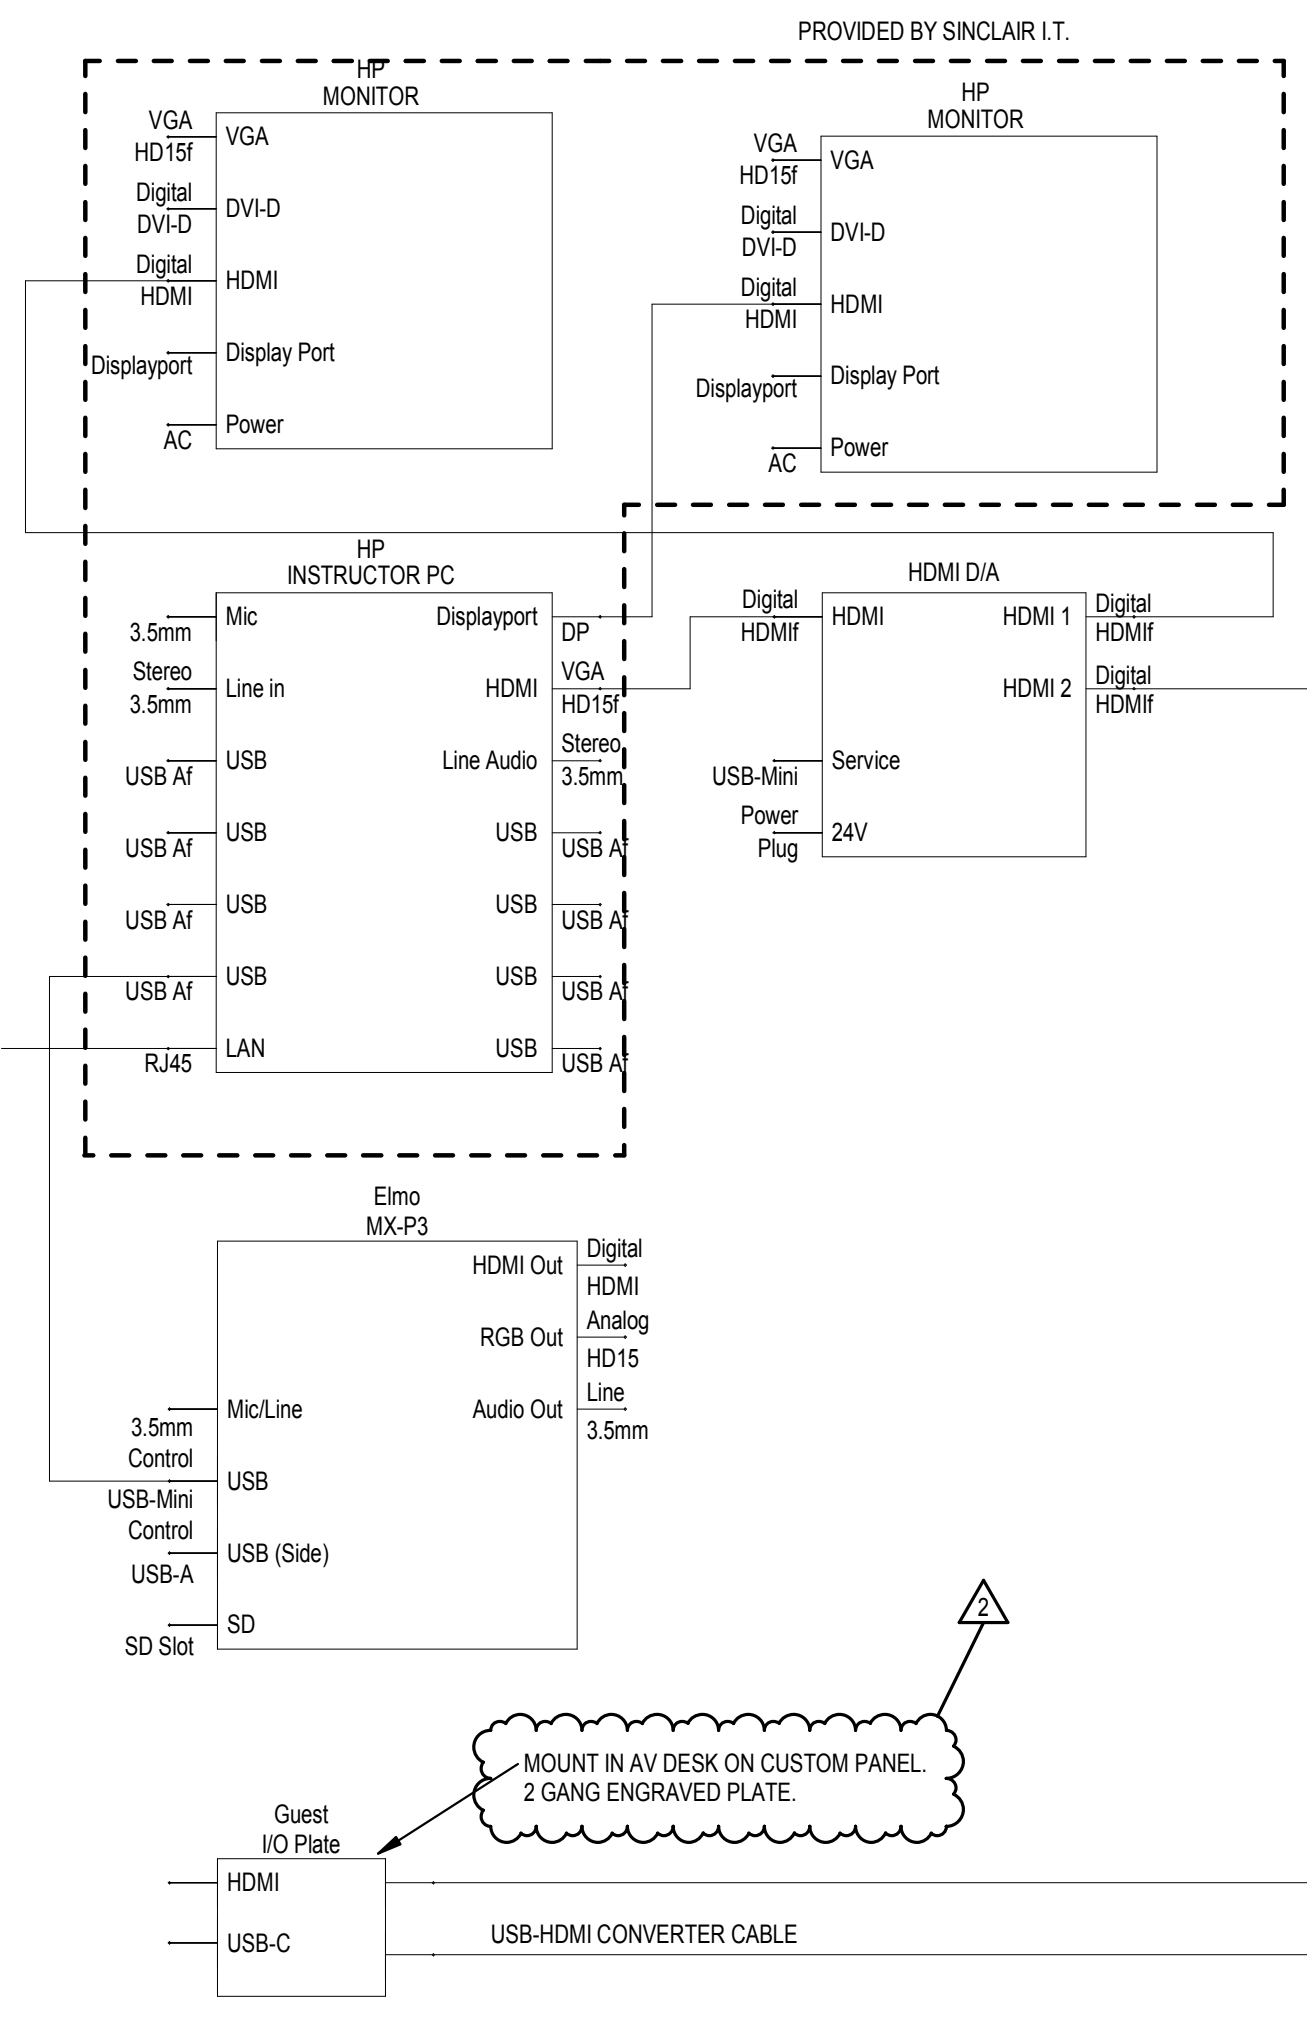 PROVIDED BY SINCLAIR I.T.
HP
MONITOR
VGA
HD15f
VGA
Digital
DVI-D
DVI-D
Digital
HDMI
HDMI
Displayport
Display Port
AC
Power
HP
MONITOR
VGA
HD15f
VGA
Digital
DVI-D
DVI-D
Digital
HDMI
HDMI
Displayport
Display Port
AC
Power
HP
INSTRUCTOR PC
3.5mm
Mic
Stereo
3.5mm
Line in
USB Af
USB
USB Af
USB
USB Af
USB
USB Af
USB
RJ45
LAN
Displayport
DP
HDMI
VGA
HD15f
Line Audio
Stereo
3.5mm
USB
USB Af
USB
USB Af
USB
USB Af
USB
USB Af
HDMI D/A
Digital
HDMIf
HDMI
USB-Mini
Service
Power
Plug
24V
HDMI 1
Digital
HDMIf
HDMI 2
Digital
HDMIf
Elmo
MX-P3
HDMI Out
Digital
HDMI
RGB Out
Analog
HD15
Audio Out
Line
3.5mm
3.5mm
Mic/Line
Control
USB-Mini
USB
Control
USB-A
USB (Side)
SD Slot
SD
2
MOUNT IN AV DESK ON CUSTOM PANEL.
2 GANG ENGRAVED PLATE.
Guest
I/O Plate
HDMI
USB-C
USB-HDMI CONVERTER CABLE